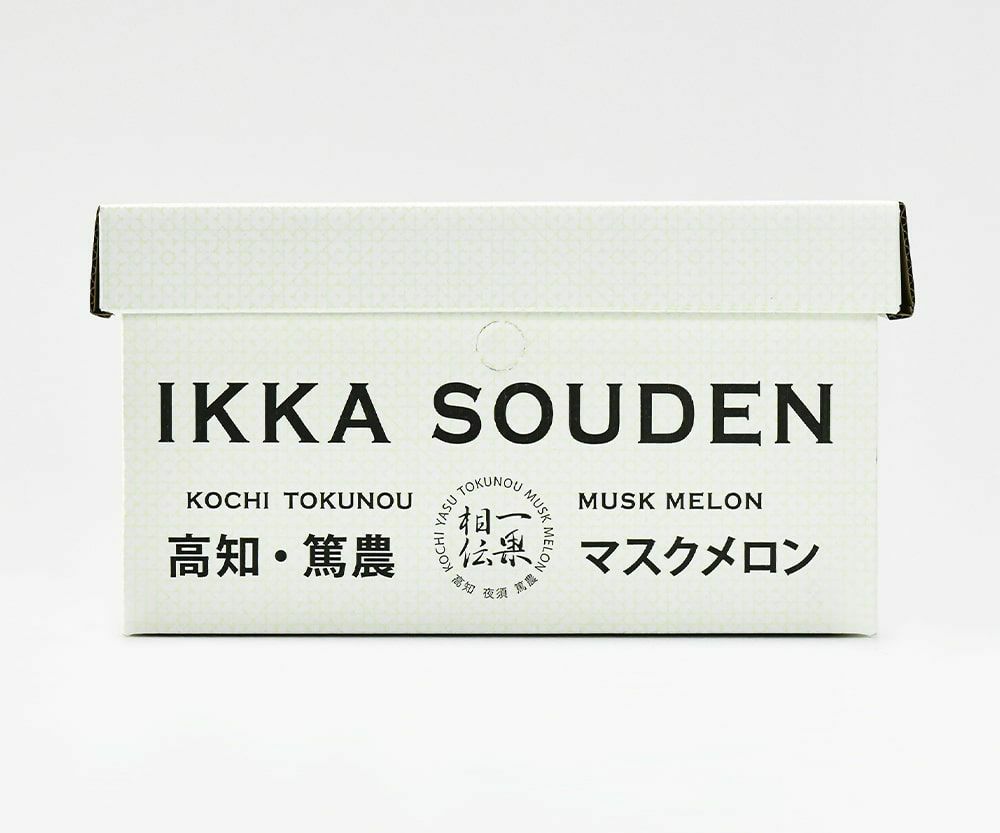 IKKA SOUDEN
KOCHI TOKUNOU
高知・篤農
KOCHI YASU TOKUNOU MUSK MELON
一果
相伝
高知 夜須 篤農
MUSK MELON
マスクメロン